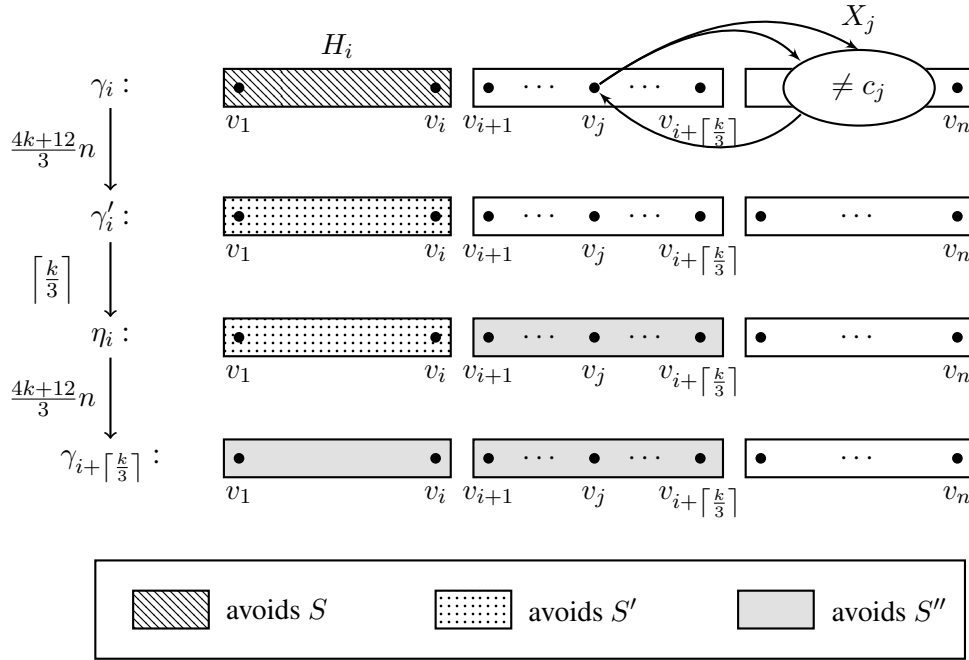 X_j
H_i
γ_i : ··· ··· ≠ c_j
v_1 v_i v_{i+1} v_j v_{i+⌈k/3⌉} v_n
\frac{4k+12}{3}n
γ'_i : ··· ··· ···
v_1 v_i v_{i+1} v_j v_{i+⌈k/3⌉} v_n
⌈k/3⌉
η_i : ··· ··· ···
v_1 v_i v_{i+1} v_j v_{i+⌈k/3⌉} v_n
\frac{4k+12}{3}n
γ_{i+⌈k/3⌉} : ··· ··· ···
v_1 v_i v_{i+1} v_j v_{i+⌈k/3⌉} v_n
avoids S avoids S′ avoids S″